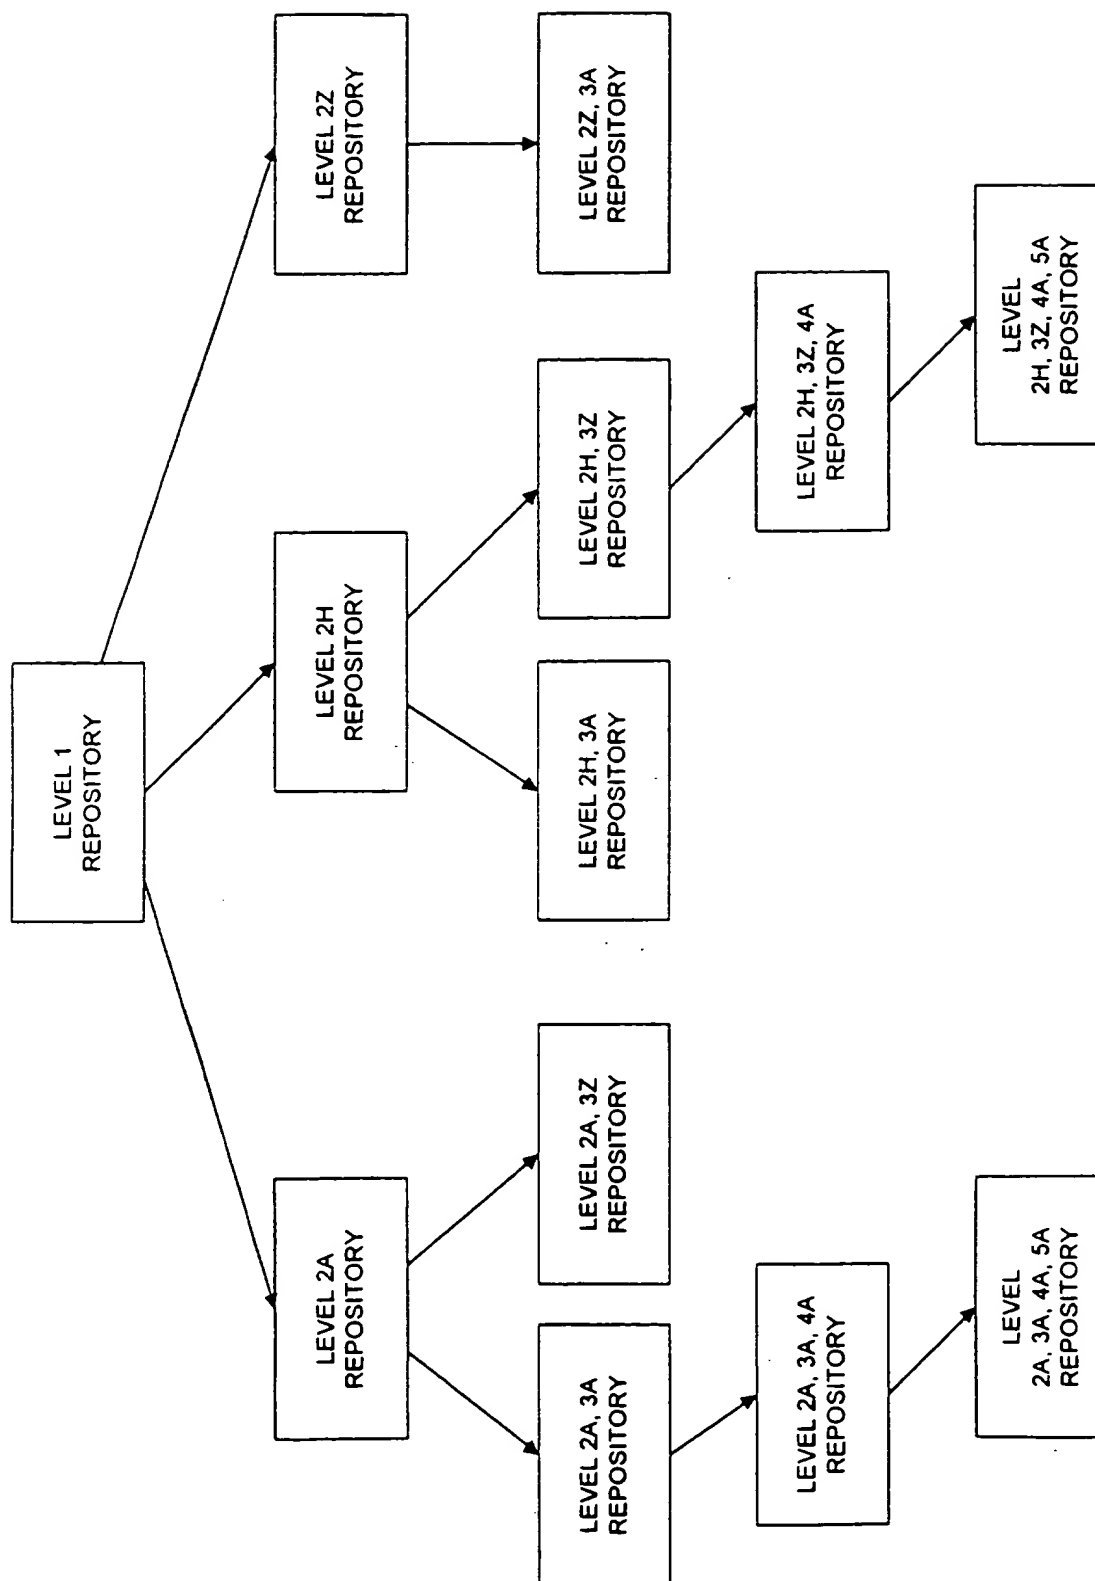 LEVEL 1
REPOSITORY
LEVEL 2A
REPOSITORY
LEVEL 2H
REPOSITORY
LEVEL 2Z
REPOSITORY
LEVEL 2A, 3A
REPOSITORY
LEVEL 2A, 3Z
REPOSITORY
LEVEL 2H, 3A
REPOSITORY
LEVEL 2H, 3Z
REPOSITORY
LEVEL 2Z, 3A
REPOSITORY
LEVEL 2A, 3A, 4A
REPOSITORY
LEVEL 2H, 3Z, 4A
REPOSITORY
LEVEL
2A, 3A, 4A, 5A
REPOSITORY
LEVEL
2H, 3Z, 4A, 5A
REPOSITORY